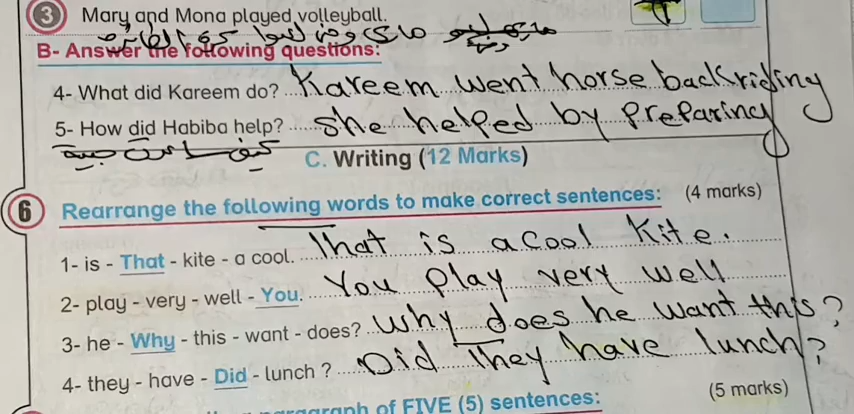 3 Mary and Mona played volleyball.
B- Answer the following questions:
4- What did Kareem do? Kareem went horse backriding
5- How did Habiba help? She helped by preparing
C. Writing (12 Marks)
6 Rearrange the following words to make correct sentences: (4 marks)
1- is - That - kite - a cool. That is a cool kite.
2- play - very - well - You. You play very well
3- he - Why - this - want - does? Why does he want this?
4- they - have - Did - lunch ? Did they have lunch?
of FIVE (5) sentences: (5 marks)